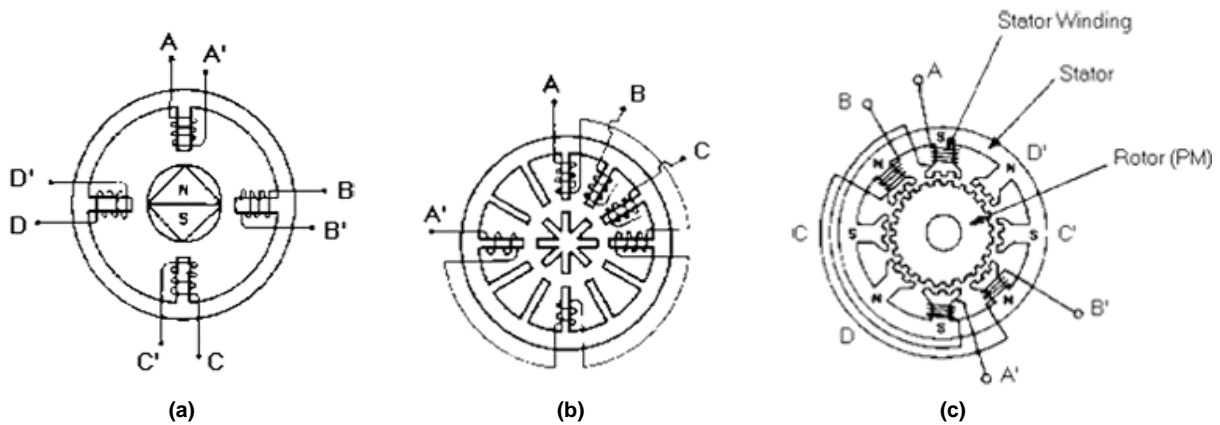 A
A'
D'
N
S
B
D
B'
C'
C
(a)
A
B
C
A'
(b)
Stator Winding
A
Stator
B
S
D'
N
N
Rotor (PM)
C
S
S
C'
N
N
S
B'
D
A'
(c)